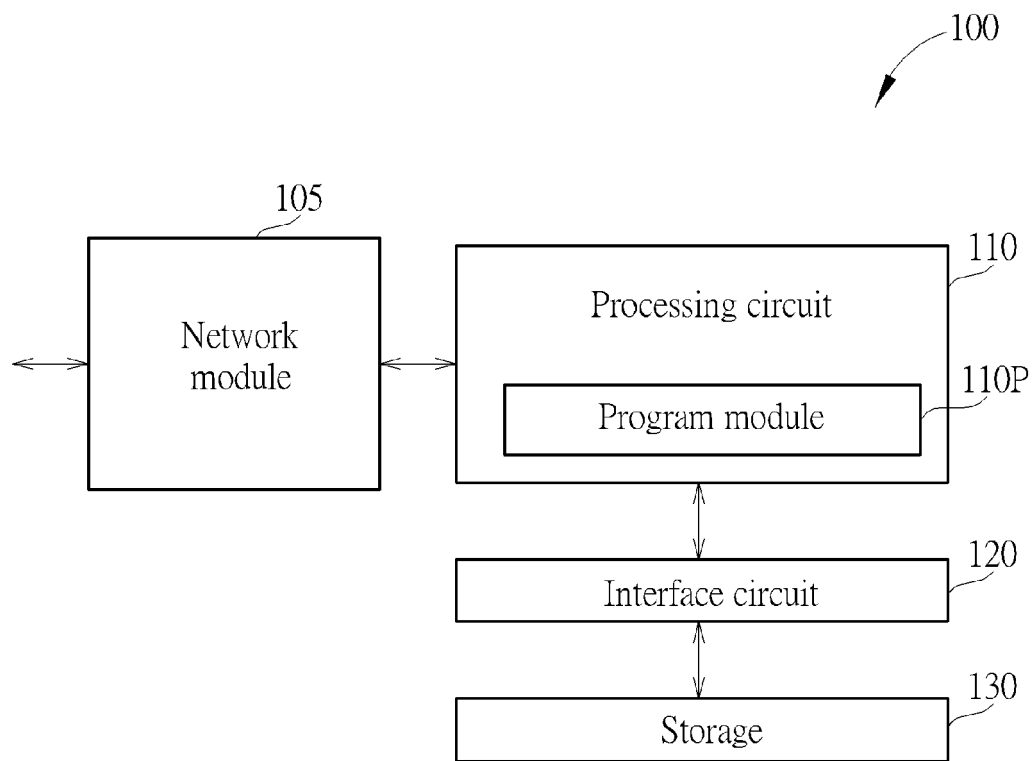 100
105
110
Processing circuit
Network
module
110P
Program module
120
Interface circuit
130
Storage